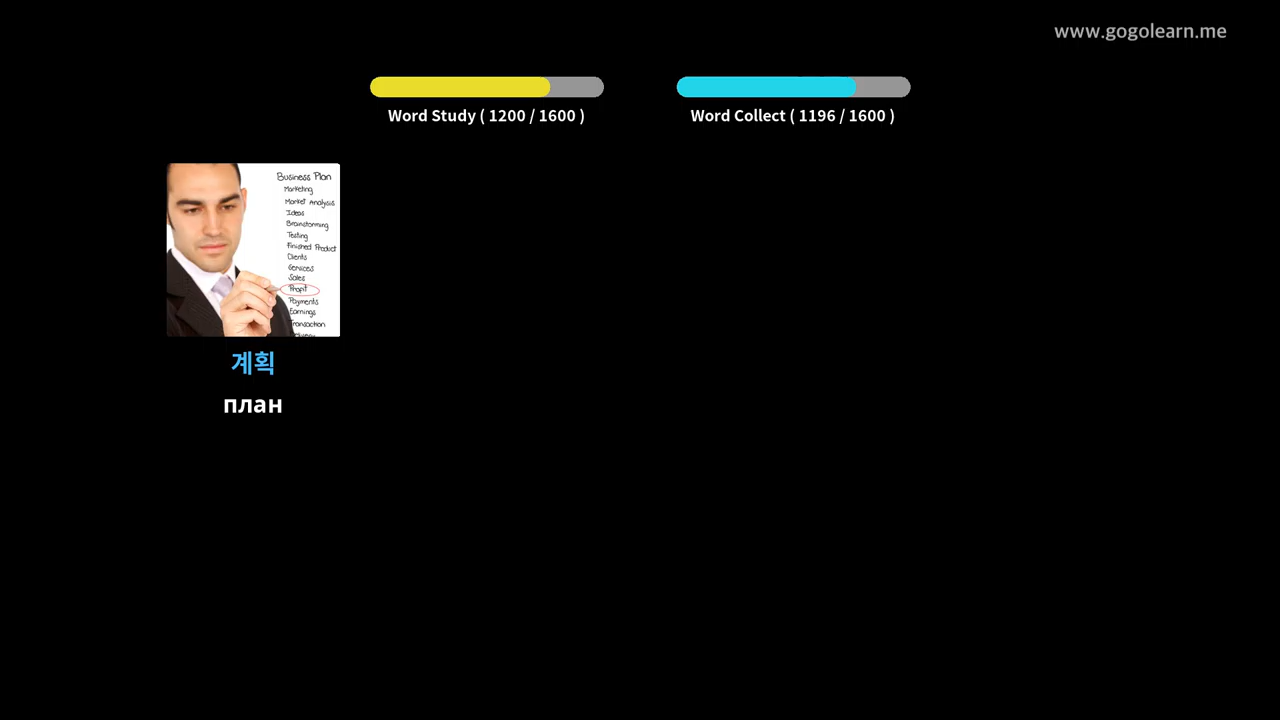 www.gogolearn.me
Word Study ( 1200 / 1600 )
Word Collect ( 1196 / 1600 )
Business Plan
Marketing
Market Analysis
Ideas
Brainstorming
Testing
Finished Product
Clients
Services
Sales
Profit
Payments
Earnings
Transaction
계획
план